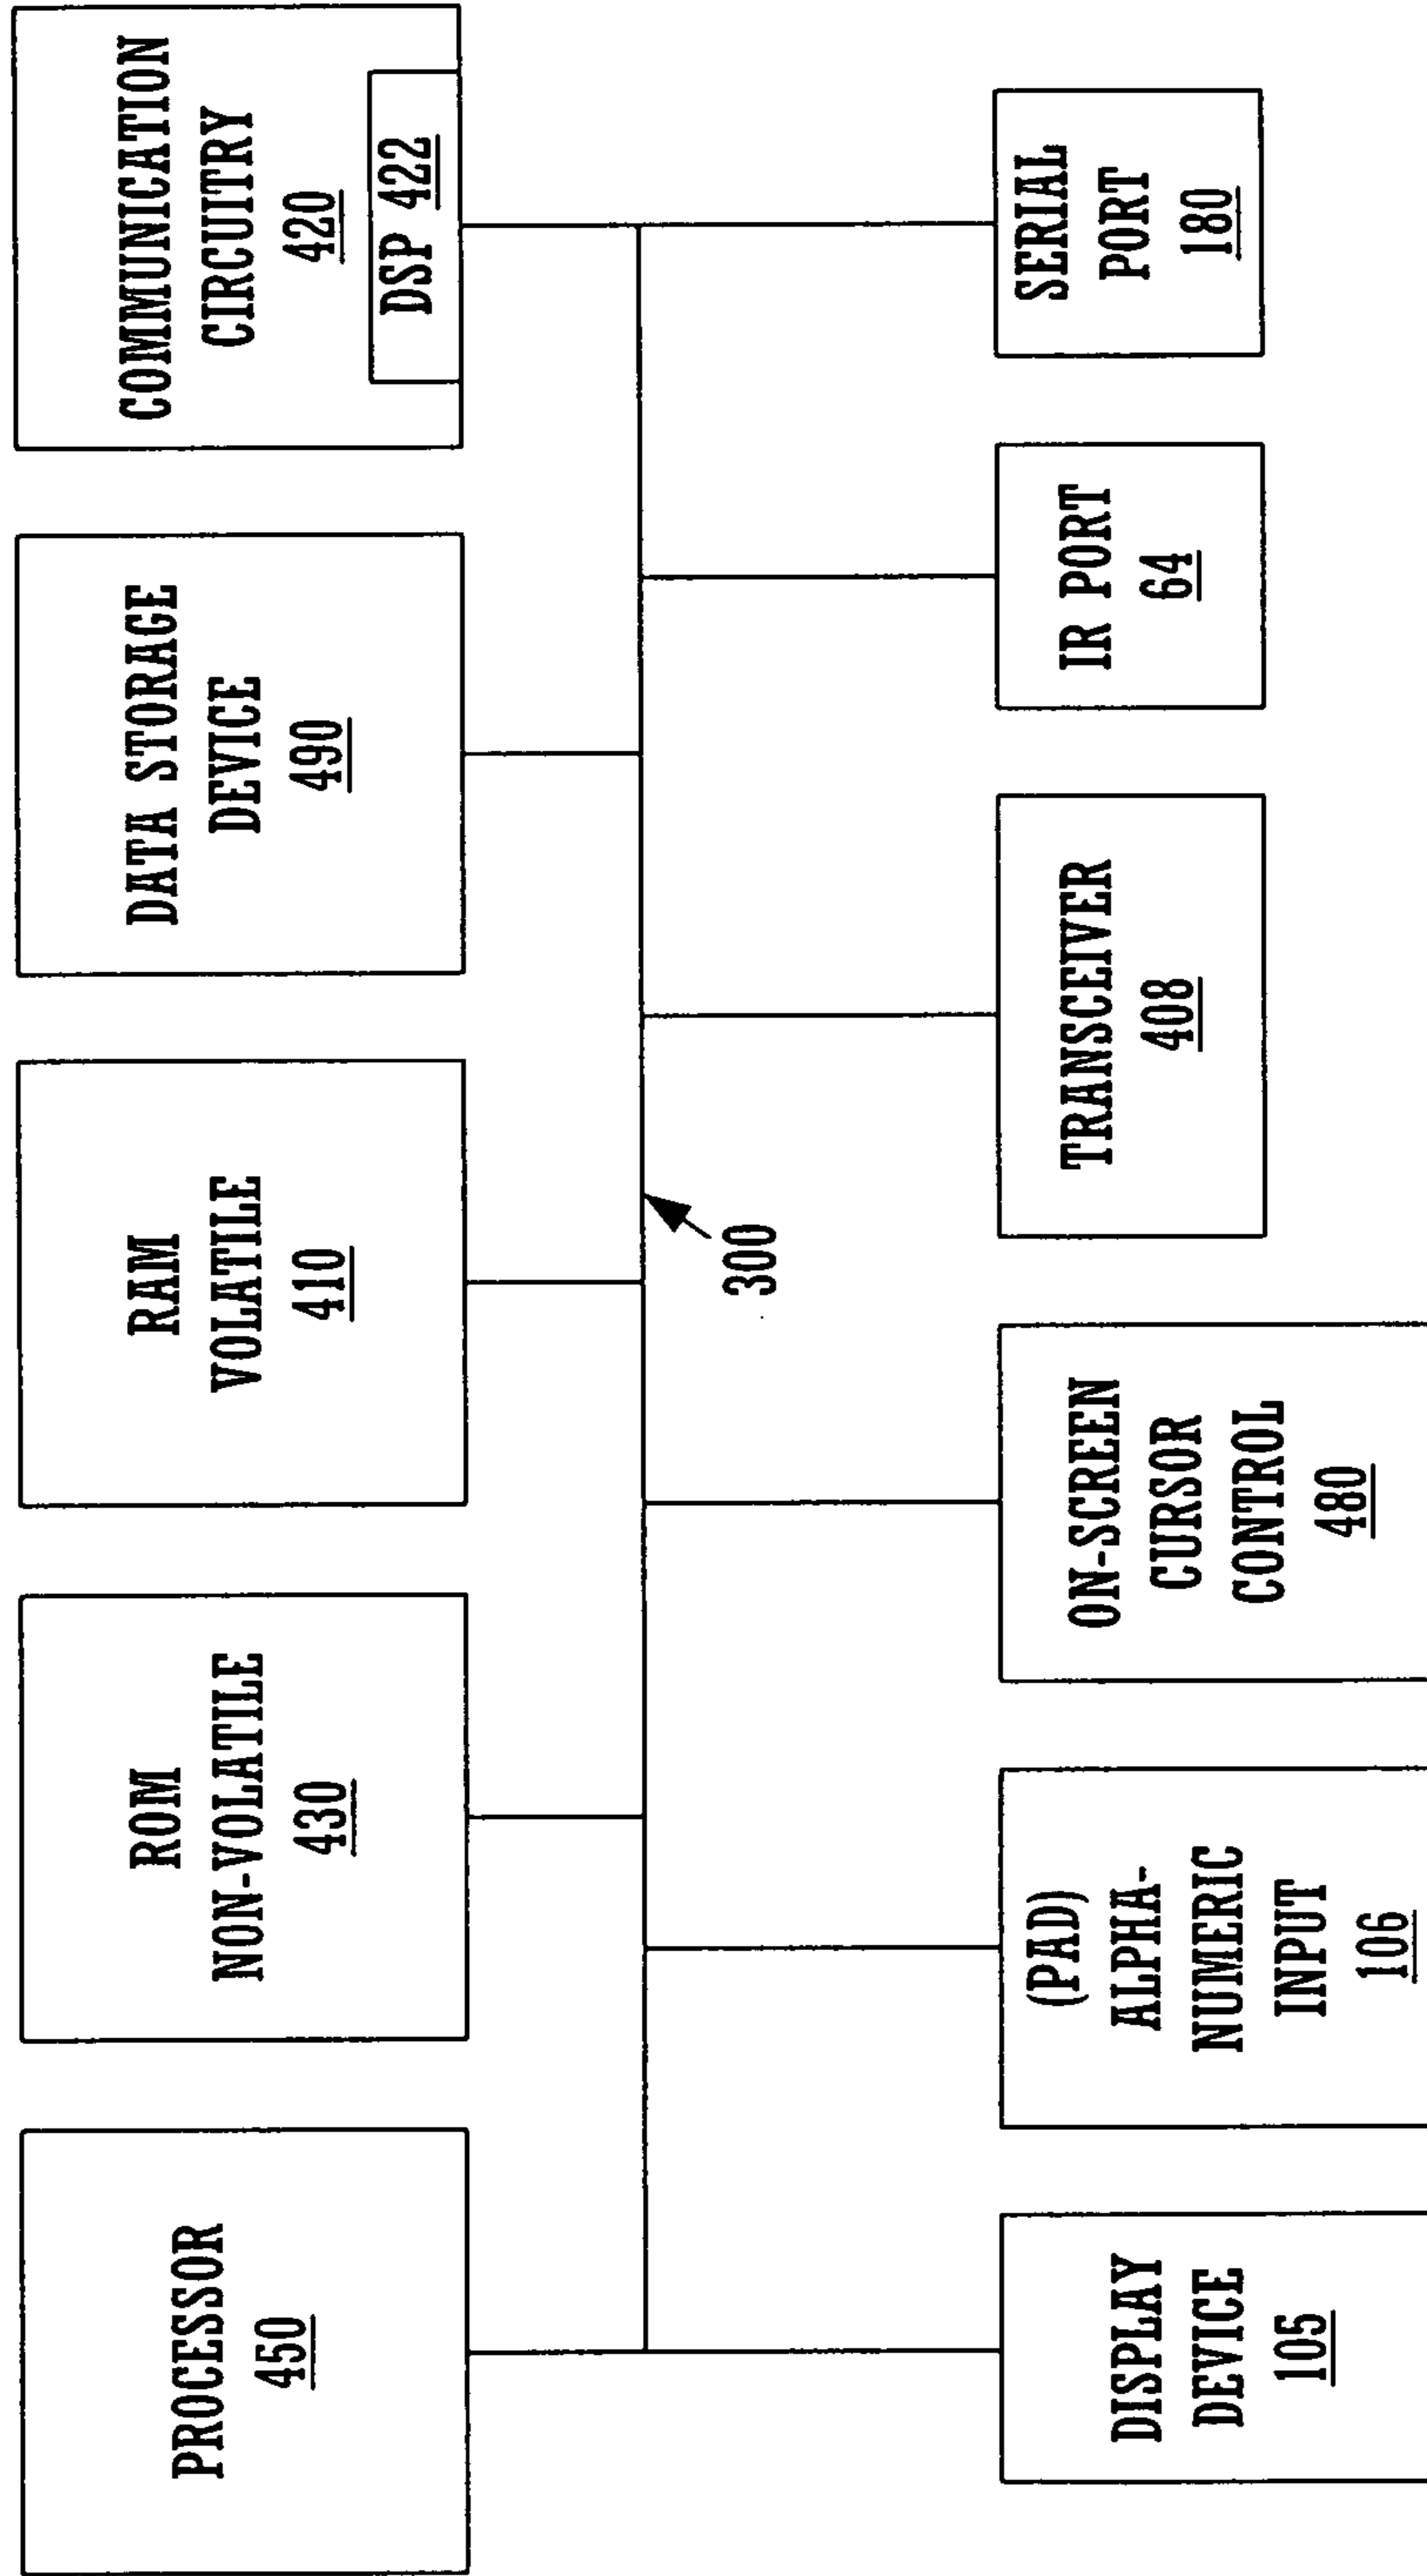 PROCESSOR
450
ROM
NON-VOLATILE
430
RAM
VOLATILE
410
DATA STORAGE
DEVICE
490
COMMUNICATION
CIRCUITRY
420
DSP 422
300
DISPLAY
DEVICE
105
(PAD)
ALPHA-
NUMERIC
INPUT
106
ON-SCREEN
CURSOR
CONTROL
480
TRANSCEIVER
408
IR PORT
64
SERIAL
PORT
180